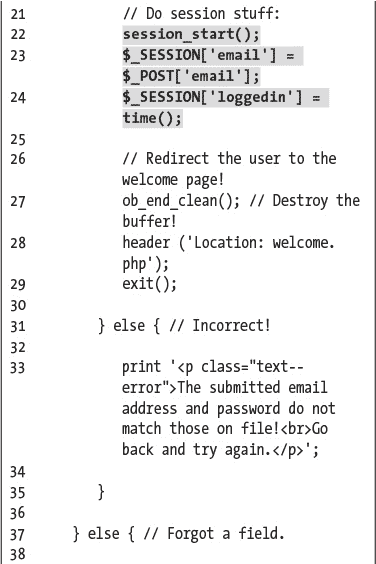 21 // Do session stuff:
22 session_start();
23 $_SESSION['email'] =
$_POST['email'];
24 $_SESSION['loggedin'] =
time();
25
26 // Redirect the user to the
welcome page!
27 ob_end_clean(); // Destroy the
buffer!
28 header ('Location: welcome.
php');
29 exit();
30
31 } else { // Incorrect!
32
33 print '<p class="text--
error">The submitted email
address and password do not
match those on file!<br>Go
back and try again.</p>';
34
35 }
36
37 } else { // Forgot a field.
38